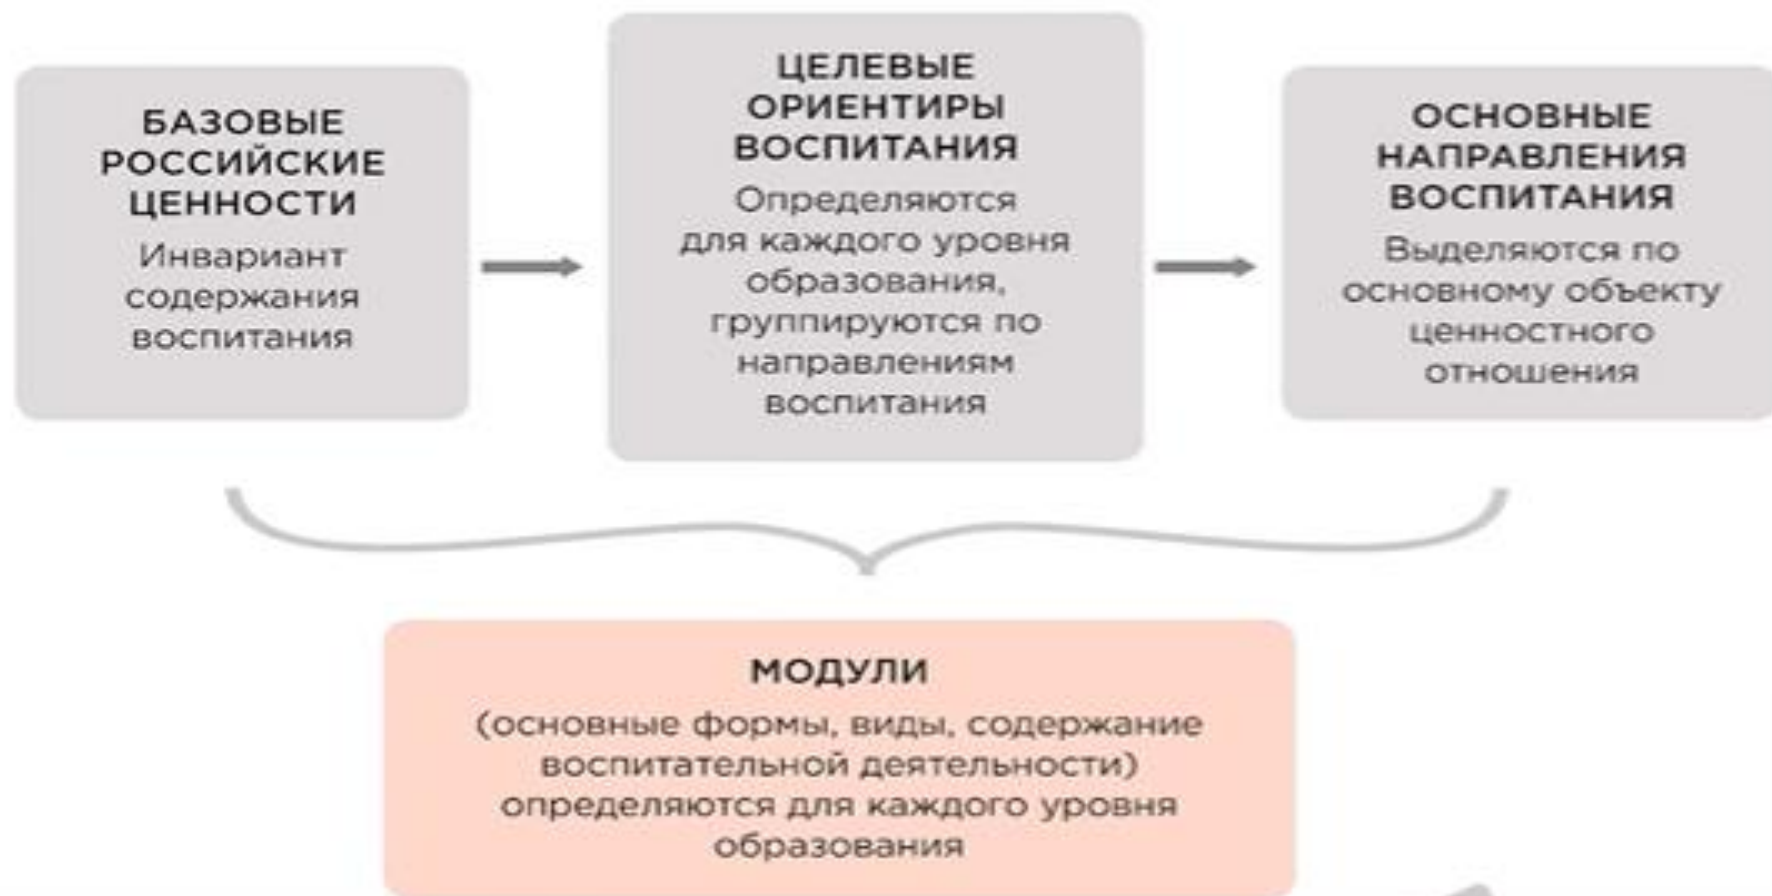 БАЗОВЫЕ
РОССИЙСКИЕ
ЦЕННОСТИ
Инвариант
содержания
воспитания
ЦЕЛЕВЫЕ
ОРИЕНТИРЫ
ВОСПИТАНИЯ
Определяются
для каждого уровня
образования,
группируются по
направлениям
воспитания
ОСНОВНЫЕ
НАПРАВЛЕНИЯ
ВОСПИТАНИЯ
Выделяются по
основному объекту
ценностного
отношения
МОДУЛИ
(основные формы, виды, содержание
воспитательной деятельности)
определяются для каждого уровня
образования